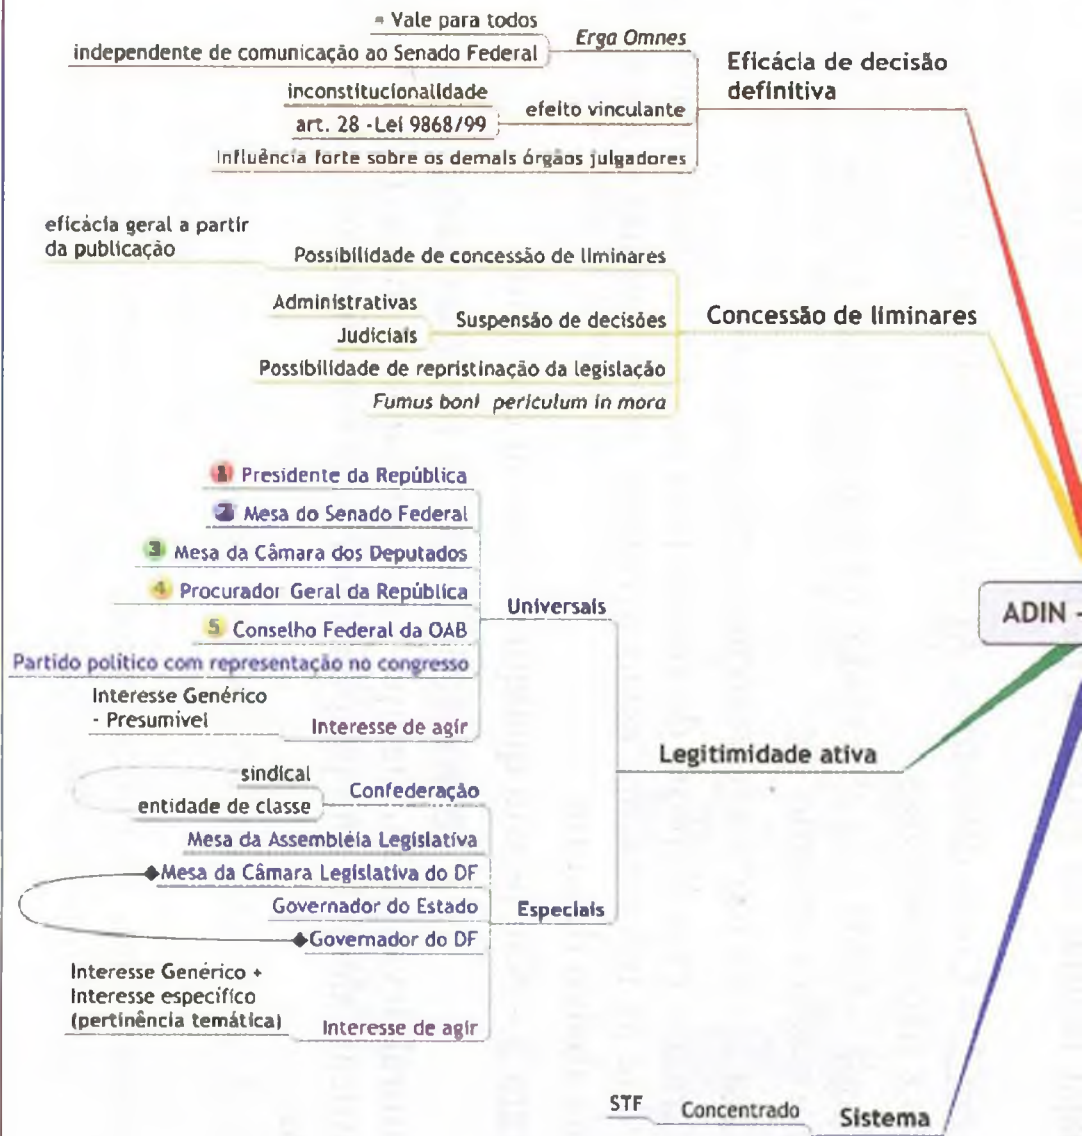 Vale para todos
independente de comunicação ao Senado Federal
Erga Omnes
inconstitucionalidade
art. 28 -Lei 9868/99
efeito vinculante
Influência forte sobre os demais órgãos julgadores
Eficácia de decisão
definitiva
eficácia geral a partir
da publicação
Possibilidade de concessão de liminares
Administrativas
Judiciais
Suspensão de decisões
Possibilidade de repristinação da legislação
Fumus boni periculum in mora
Concessão de liminares
1 Presidente da República
2 Mesa do Senado Federal
3 Mesa da Câmara dos Deputados
4 Procurador Geral da República
5 Conselho Federal da OAB
Partido político com representação no congresso
Interesse Genérico
- Presumível
Interesse de agir
Universais
ADIN -
Legitimidade ativa
sindical
entidade de classe
Confederação
Mesa da Assembléia Legislativa
Mesa da Câmara Legislativa do DF
Governador do Estado
Governador do DF
Especiais
Interesse Genérico +
Interesse específico
(pertinência temática)
Interesse de agir
STF
Concentrado
Sistema